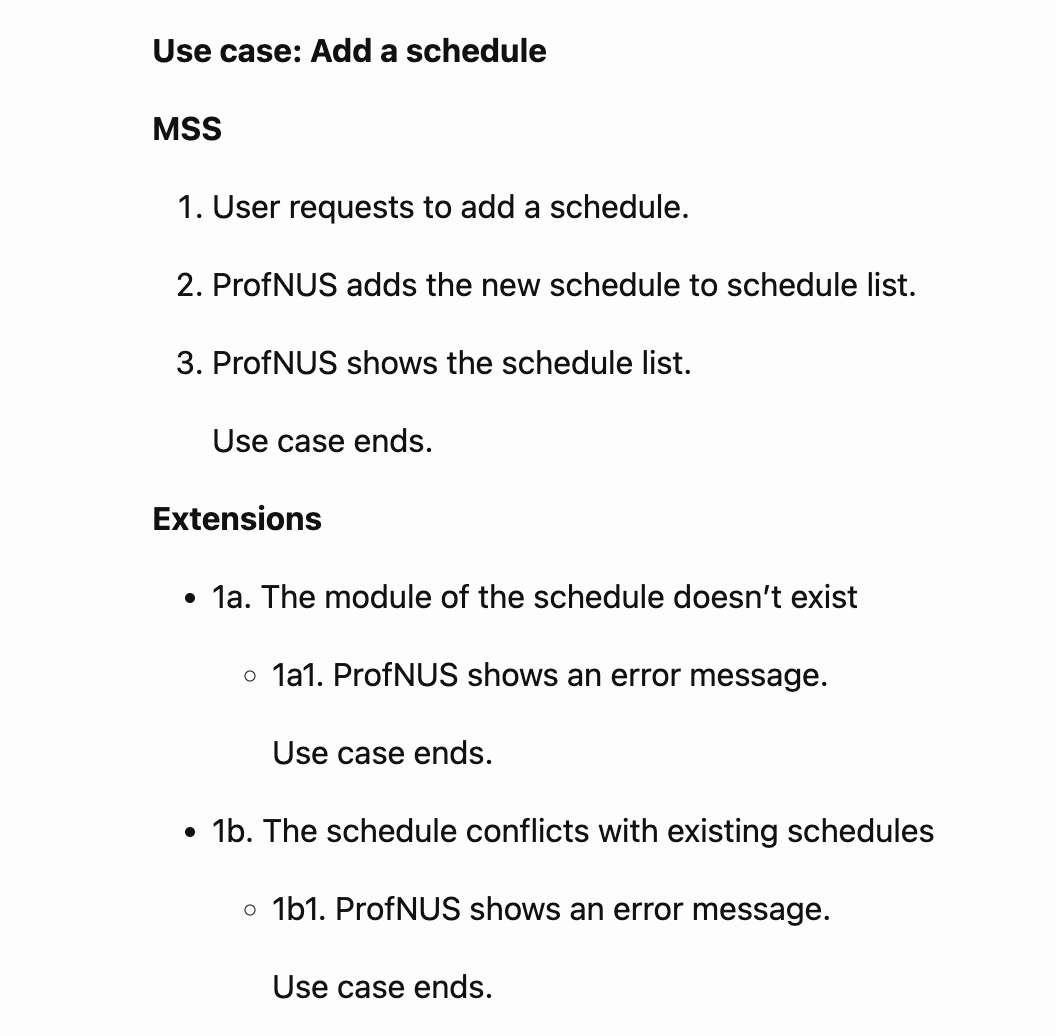 Use case: Add a schedule
MSS
1. User requests to add a schedule.
2. ProfNUS adds the new schedule to schedule list.
3. ProfNUS shows the schedule list.
Use case ends.
Extensions
• 1a. The module of the schedule doesn’t exist
◦ 1a1. ProfNUS shows an error message.
Use case ends.
• 1b. The schedule conflicts with existing schedules
◦ 1b1. ProfNUS shows an error message.
Use case ends.